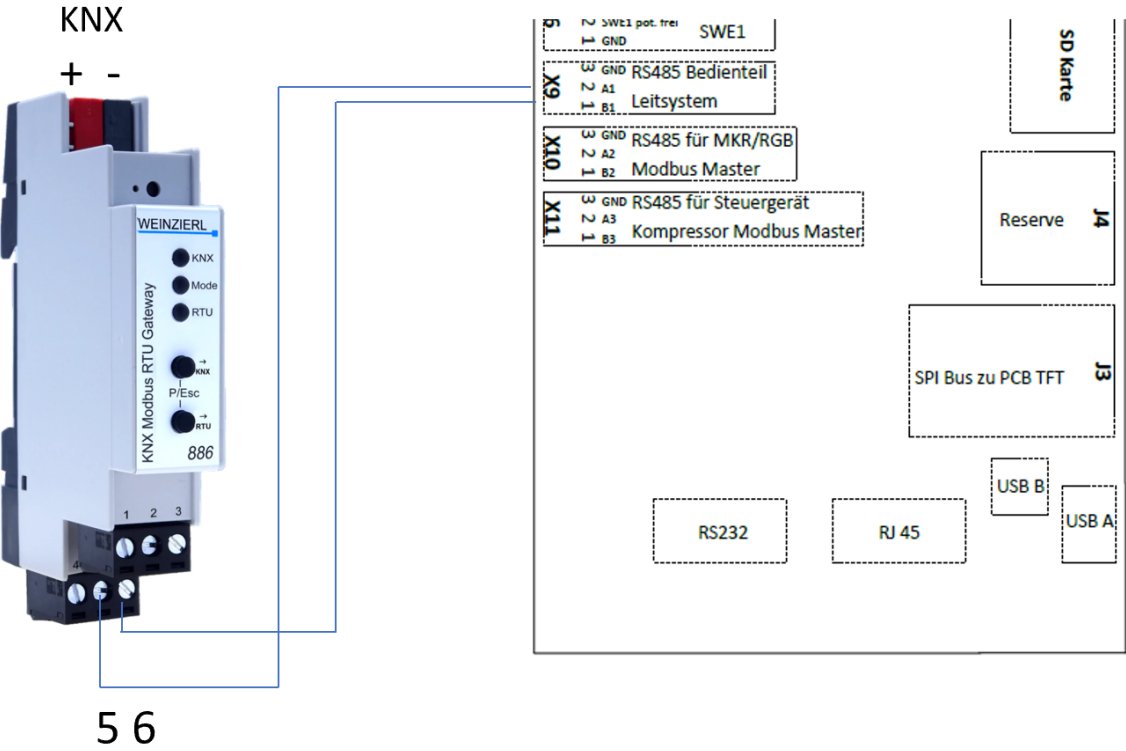 KNX
+ -
WEINZIERL
KNX
Mode
RTU
KNX Modbus RTU Gateway
→
KNX
P/Esc
→
RTU
886
1 2 3
4
5 6
2 SWE1 pot. frei
1 GND
SWE1
X9
3 GND RS485 Bedienteil
2 A1
1 B1 Leitsystem
X10
3 GND RS485 für MKR/RGB
2 A2
1 B2 Modbus Master
X11
3 GND RS485 für Steuergerät
2 A3
1 B3 Kompressor Modbus Master
SD Karte
Reserve
J4
SPI Bus zu PCB TFT
J3
USB B
USB A
RS232
RJ 45